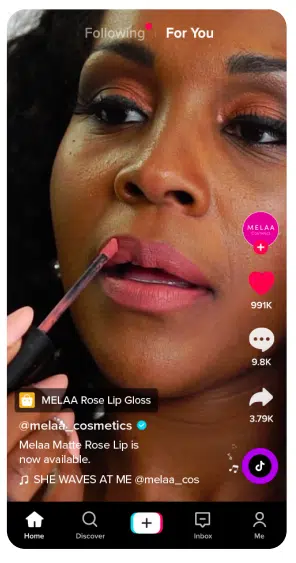 Following
For You
MELAA
991K
9.8K
3.79K
MELAA Rose Lip Gloss
@melaa_cosmetics
Melaa Matte Rose Lip is
now available.
SHE WAVES AT ME @melaa_cos
Home
Discover
Inbox
Me